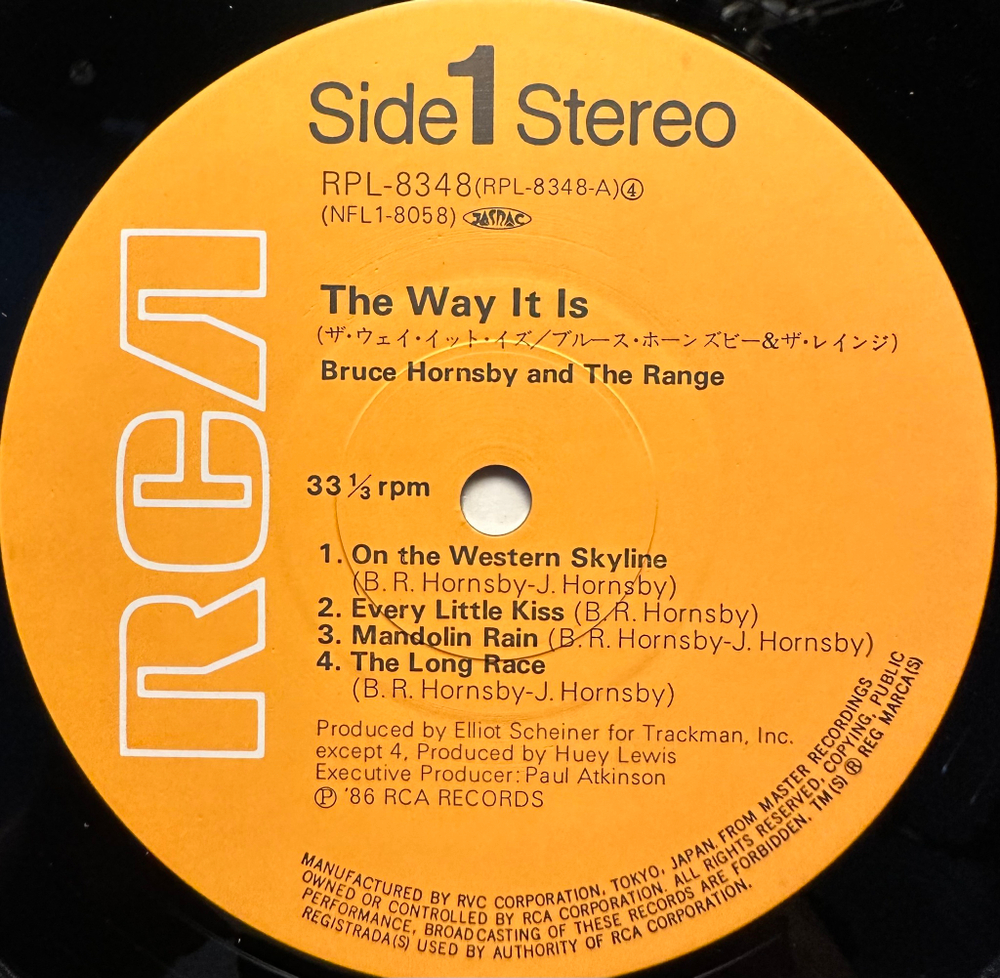 Side 1 Stereo
RPL-8348(RPL-8348-A)④
(NFL1-8058) JASRAC
RCA
The Way It Is
(ザ・ウェイ・イット・イズ／ブルース・ホーンズビー&ザ・レインジ)
Bruce Hornsby and The Range
33 ⅓ rpm
1. On the Western Skyline
(B. R. Hornsby-J. Hornsby)
2. Every Little Kiss (B. R. Hornsby)
3. Mandolin Rain (B. R. Hornsby-J. Hornsby)
4. The Long Race
(B. R. Hornsby-J. Hornsby)
Produced by Elliot Scheiner for Trackman, Inc.
except 4, Produced by Huey Lewis
Executive Producer: Paul Atkinson
Ⓟ '86 RCA RECORDS
MANUFACTURED BY RVC CORPORATION, TOKYO, JAPAN, FROM MASTER RECORDINGS
OWNED OR CONTROLLED BY RCA CORPORATION. ALL RIGHTS RESERVED, COPYING, PUBLIC
PERFORMANCE, BROADCASTING OF THESE RECORDS ARE FORBIDDEN. TM(S) ® REG MARCA(S)
REGISTRADA(S) USED BY AUTHORITY OF RCA CORPORATION.